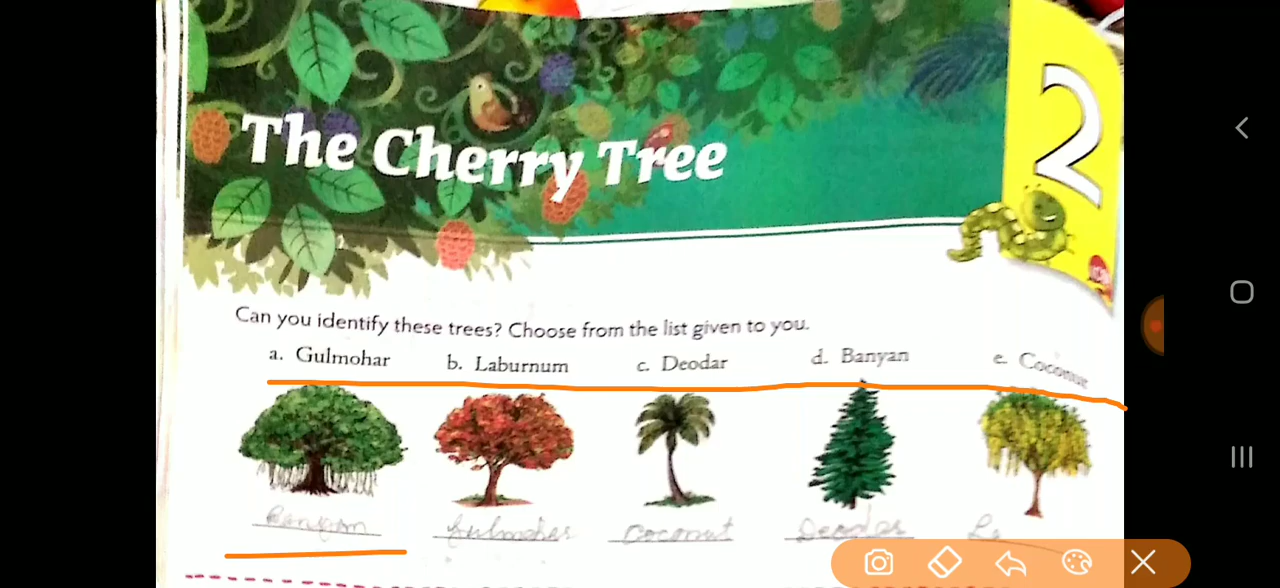 The Cherry Tree
2
Can you identify these trees? Choose from the list given to you.
a. Gulmohar b. Laburnum c. Deodar d. Banyan e. Coconut
Banyan Gulmohar Coconut Deodar